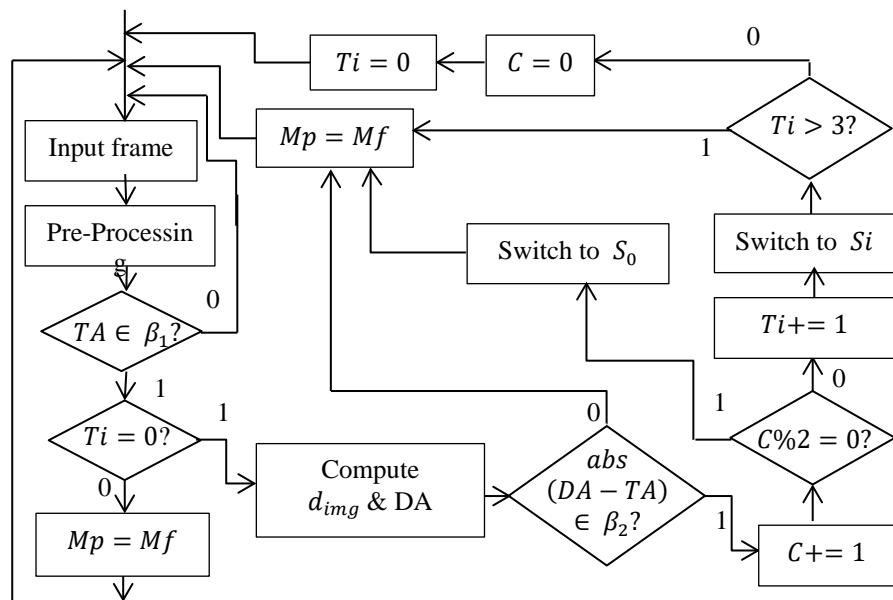 0
Ti = 0
C = 0
Ti > 3?
1
Mp = Mf
Input frame
Pre-Processin
g
Switch to S₀
Switch to Si
0
TA ∈ β₁?
Ti+= 1
1
0
Ti = 0?
1
0
1
C%2 = 0?
Compute
d_img & DA
abs
(DA − TA)
∈ β₂?
0
1
Mp = Mf
C+= 1